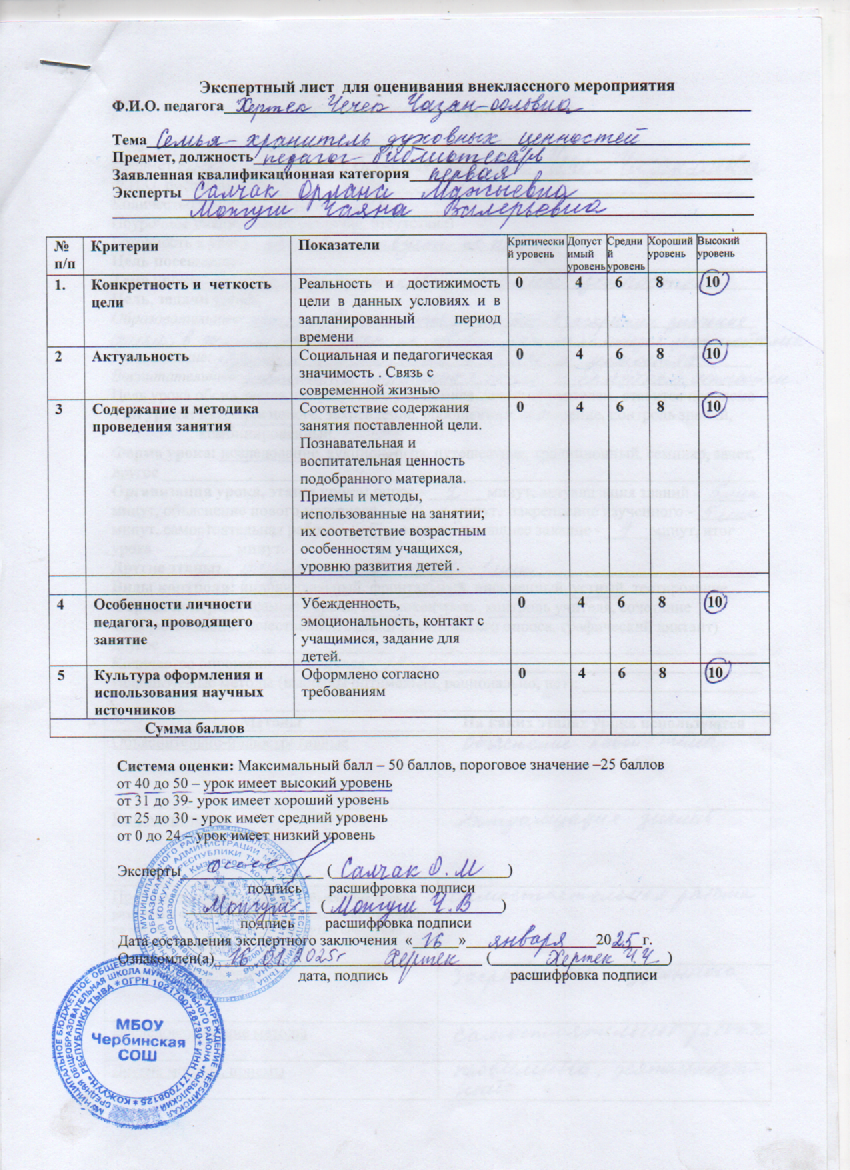 Экспертный лист для оценивания внеклассного мероприятия
Ф.И.О. педагога Хертек Чечек Чазан-ооловна
Тема Семья – хранитель духовных ценностей
Предмет, должность педагог-библиотекарь
Заявленная квалификационная категория первая
Эксперты Салчак Орлана Мангыевна
Монгуш Чаяна Валерьевна
№ п/п Критерии Показатели Критический уровень Допустимый уровень Средний уровень Хороший уровень Высокий уровень
1. Конкретность и четкость цели Реальность и достижимость цели в данных условиях и в запланированный период времени 0 4 6 8 10
2 Актуальность Социальная и педагогическая значимость . Связь с современной жизнью 0 4 6 8 10
3 Содержание и методика проведения занятия Соответствие содержания занятия поставленной цели. Познавательная и воспитательная ценность подобранного материала. Приемы и методы, использованные на занятии; их соответствие возрастным особенностям учащихся, уровню развития детей . 0 4 6 8 10
4 Особенности личности педагога, проводящего занятие Убежденность, эмоциональность, контакт с учащимися, задание для детей. 0 4 6 8 10
5 Культура оформления и использования научных источников Оформлено согласно требованиям 0 4 6 8 10
Сумма баллов
Система оценки: Максимальный балл – 50 баллов, пороговое значение –25 баллов
от 40 до 50 – урок имеет высокий уровень
от 31 до 39- урок имеет хороший уровень
от 25 до 30 - урок имеет средний уровень
от 0 до 24 – урок имеет низкий уровень
Эксперты (Салчак О.М)
подпись расшифровка подписи
Монгуш (Монгуш Ч.В)
подпись расшифровка подписи
Дата составления экспертного заключения « 16 » января 2025 г.
Ознакомлен(а) 16.01.2025г Хертек (Хертек Ч.Ч)
дата, подпись расшифровка подписи
МБОУ
Чербинская
СОШ